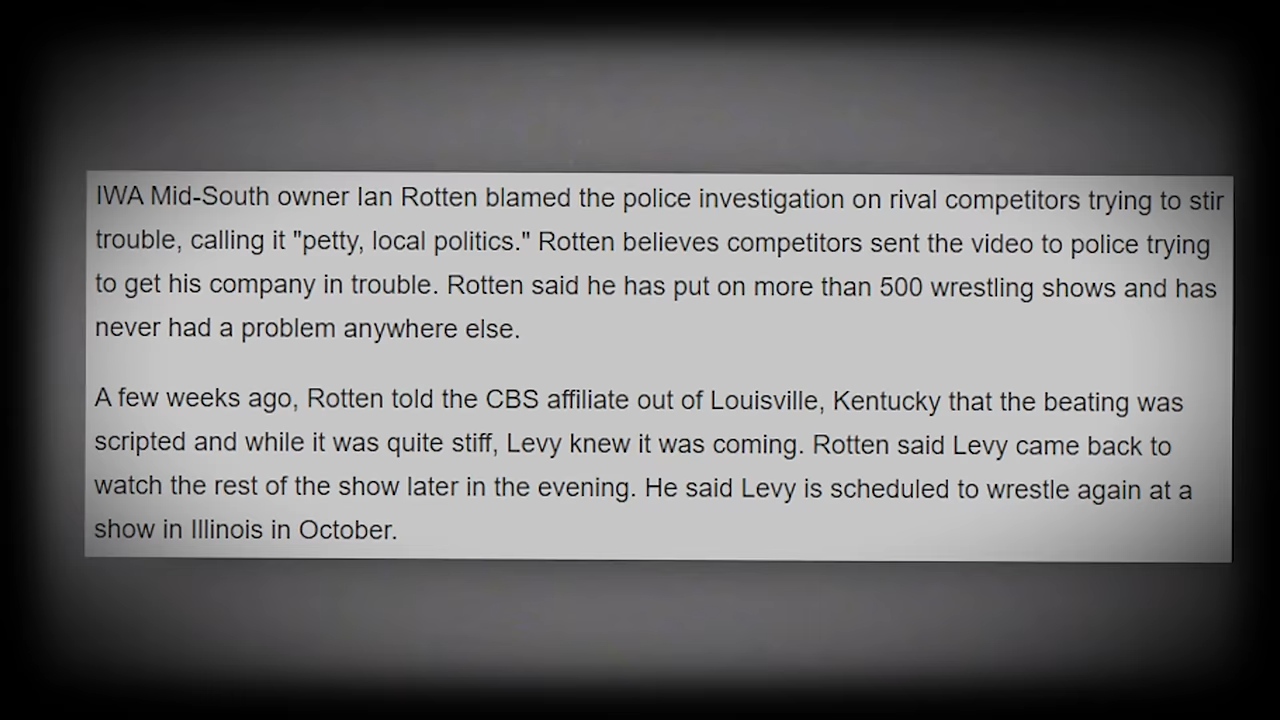 IWA Mid-South owner Ian Rotten blamed the police investigation on rival competitors trying to stir
trouble, calling it "petty, local politics." Rotten believes competitors sent the video to police trying
to get his company in trouble. Rotten said he has put on more than 500 wrestling shows and has
never had a problem anywhere else.
A few weeks ago, Rotten told the CBS affiliate out of Louisville, Kentucky that the beating was
scripted and while it was quite stiff, Levy knew it was coming. Rotten said Levy came back to
watch the rest of the show later in the evening. He said Levy is scheduled to wrestle again at a
show in Illinois in October.